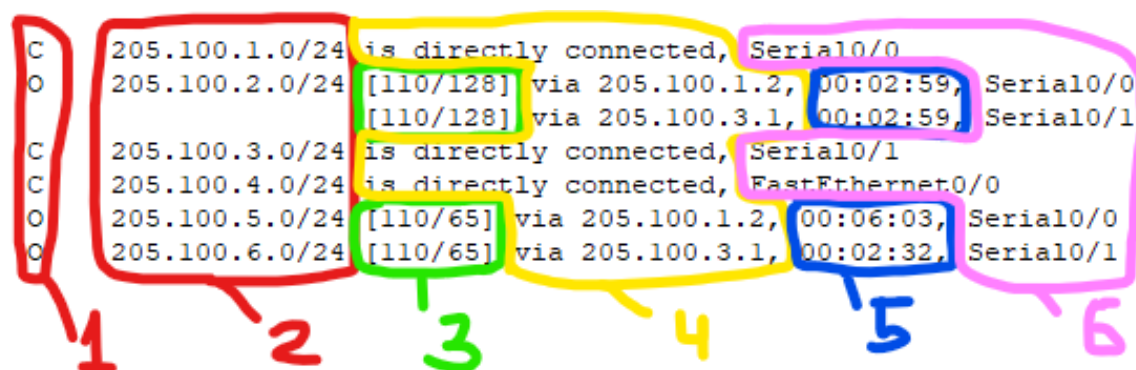 C 205.100.1.0/24 is directly connected, Serial0/0
O 205.100.2.0/24 [110/128] via 205.100.1.2, 00:02:59, Serial0/0
[110/128] via 205.100.3.1, 00:02:59, Serial0/1
C 205.100.3.0/24 is directly connected, Serial0/1
C 205.100.4.0/24 is directly connected, FastEthernet0/0
O 205.100.5.0/24 [110/65] via 205.100.1.2, 00:06:03, Serial0/0
O 205.100.6.0/24 [110/65] via 205.100.3.1, 00:02:32, Serial0/1
1 2 3 4 5 6